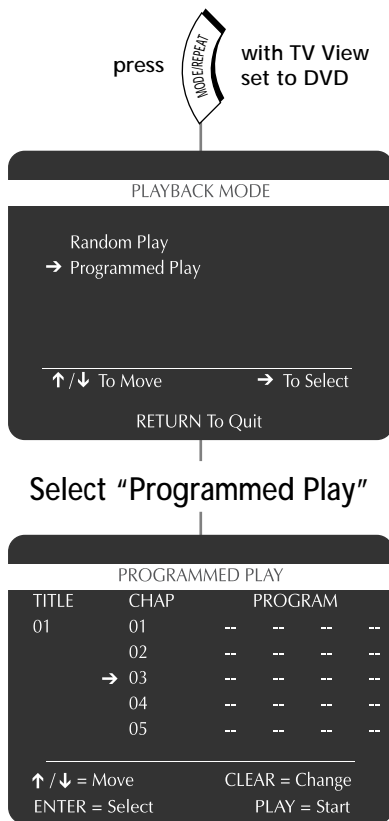 press MODE/REPEAT with TV View
set to DVD
PLAYBACK MODE
Random Play
➔ Programmed Play
↑/↓ To Move ➔ To Select
RETURN To Quit
Select “Programmed Play”
PROGRAMMED PLAY
TITLE CHAP PROGRAM
01 01 -- -- -- --
02 -- -- -- --
➔ 03 -- -- -- --
04 -- -- -- --
05 -- -- -- --
↑/↓ = Move CLEAR = Change
ENTER = Select PLAY = Start